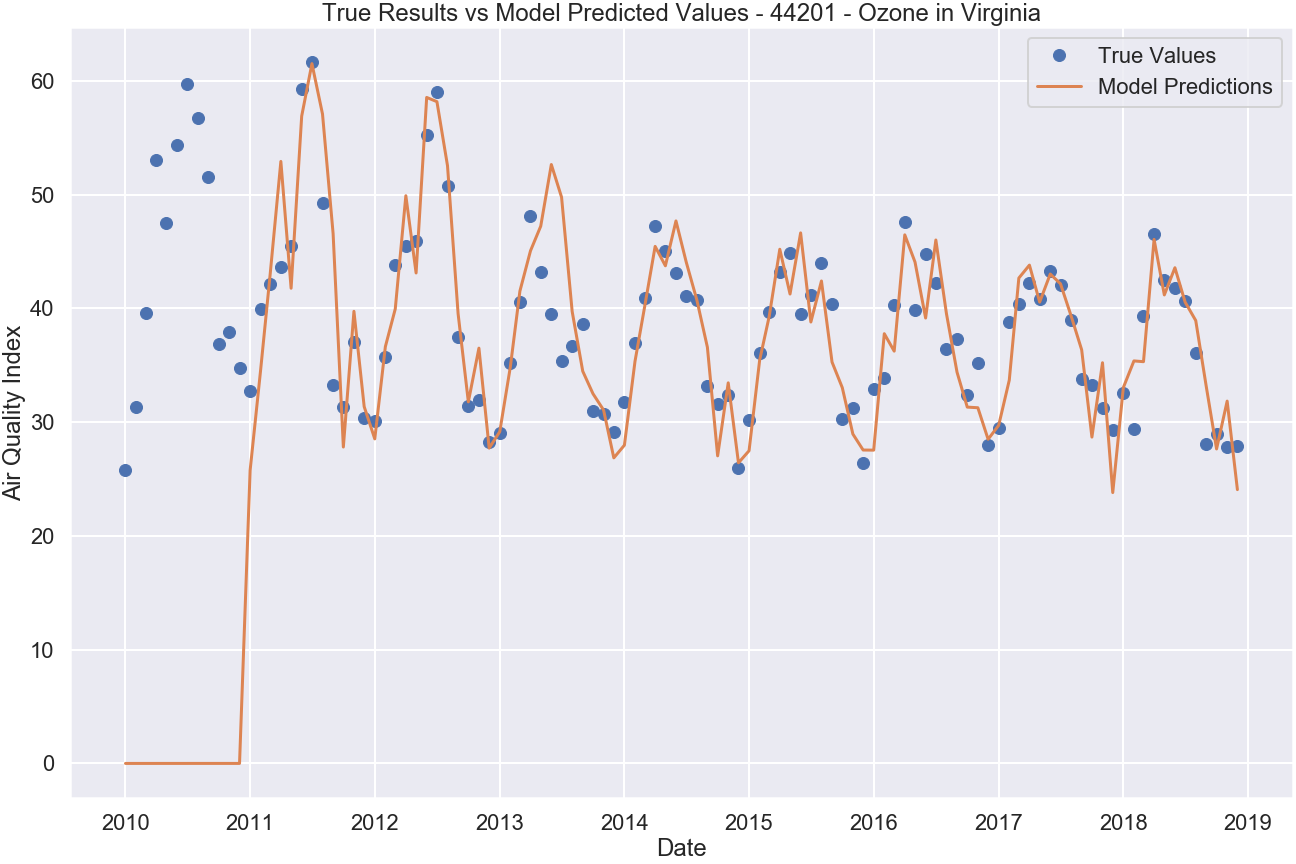 True Results vs Model Predicted Values - 44201 - Ozone in Virginia
True Values
Model Predictions
Air Quality Index
60
50
40
30
20
10
0
2010 2011 2012 2013 2014 2015 2016 2017 2018 2019
Date